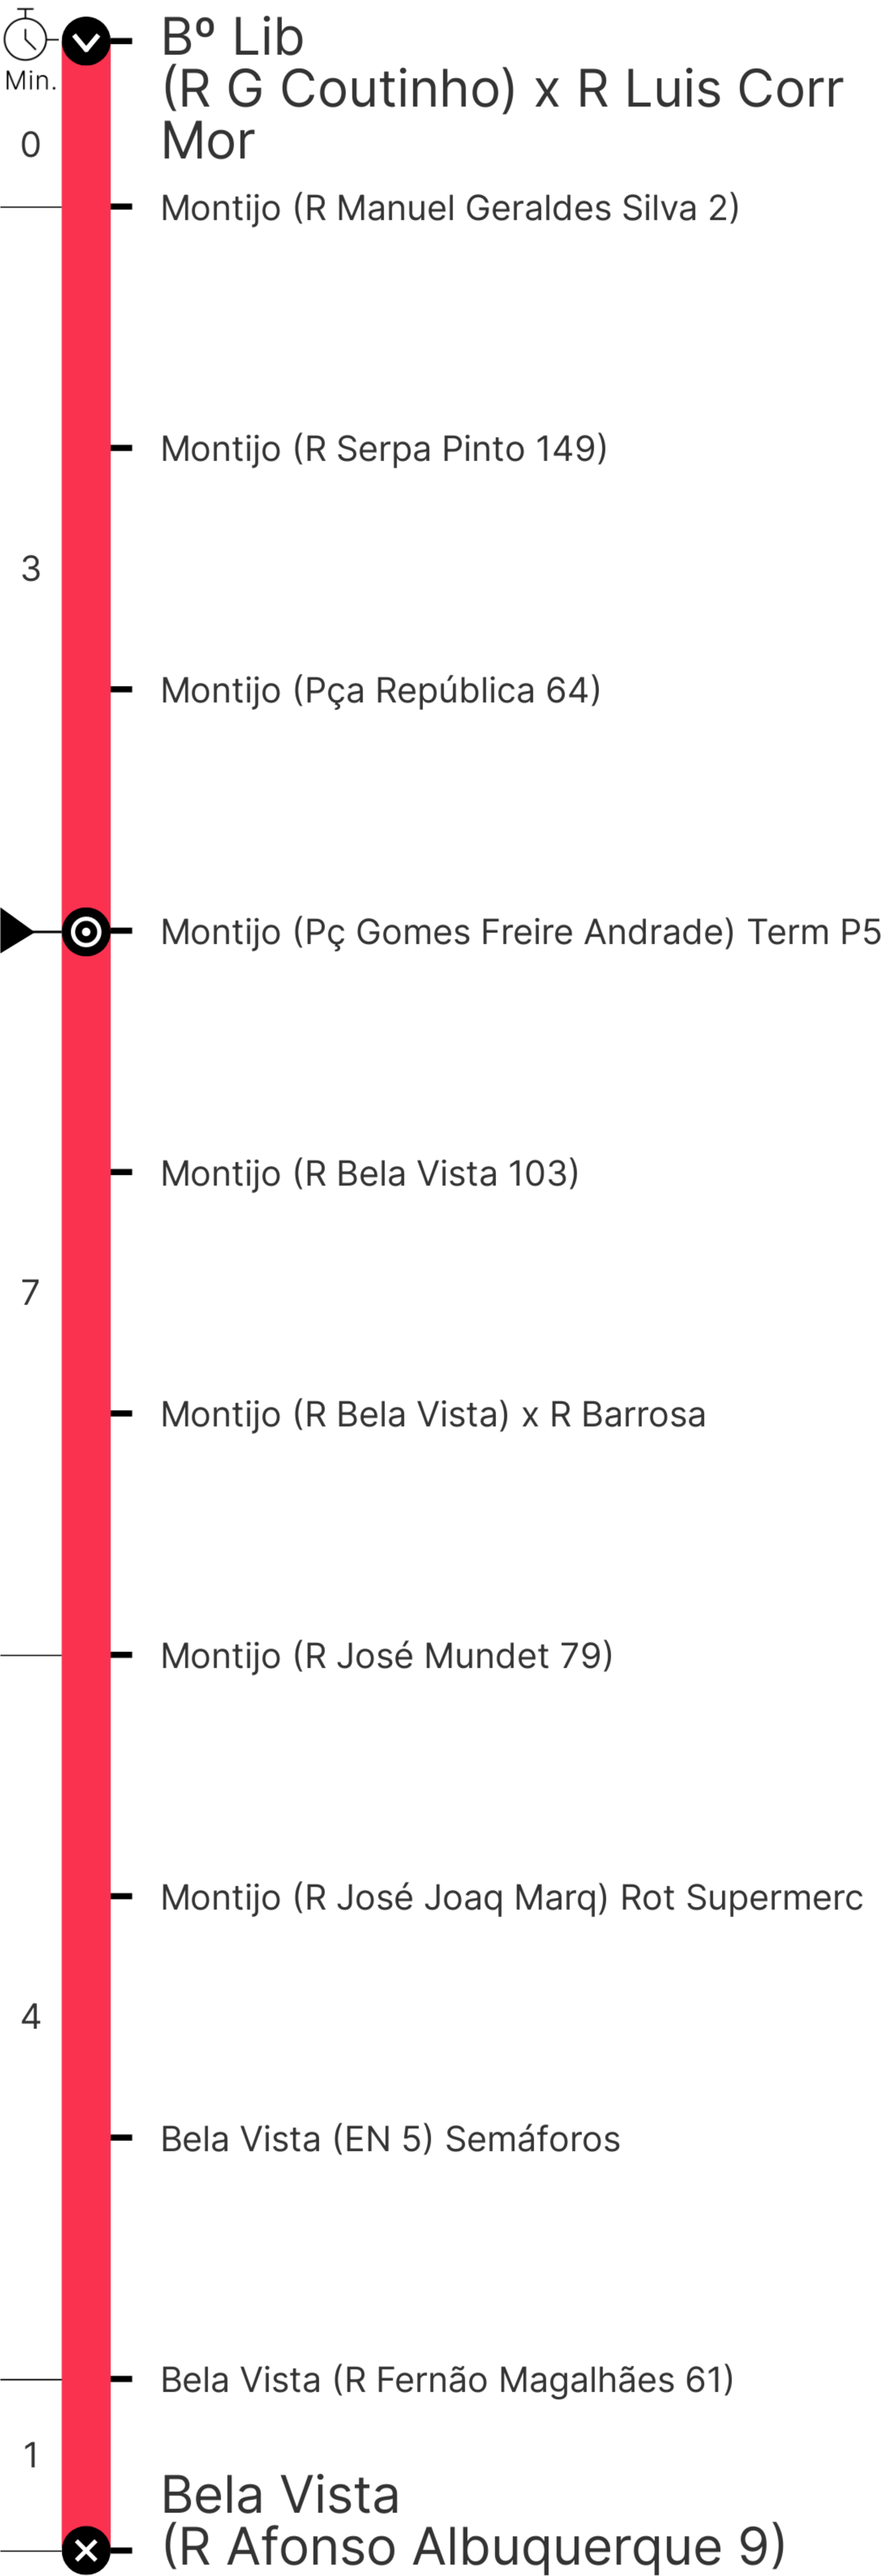 Min.
Bº Lib
(R G Coutinho) x R Luis Corr
Mor
0
Montijo (R Manuel Geraldes Silva 2)
Montijo (R Serpa Pinto 149)
3
Montijo (Pça República 64)
Montijo (Pç Gomes Freire Andrade) Term P5
Montijo (R Bela Vista 103)
7
Montijo (R Bela Vista) x R Barrosa
Montijo (R José Mundet 79)
Montijo (R José Joaq Marq) Rot Supermerc
4
Bela Vista (EN 5) Semáforos
Bela Vista (R Fernão Magalhães 61)
1
Bela Vista
(R Afonso Albuquerque 9)